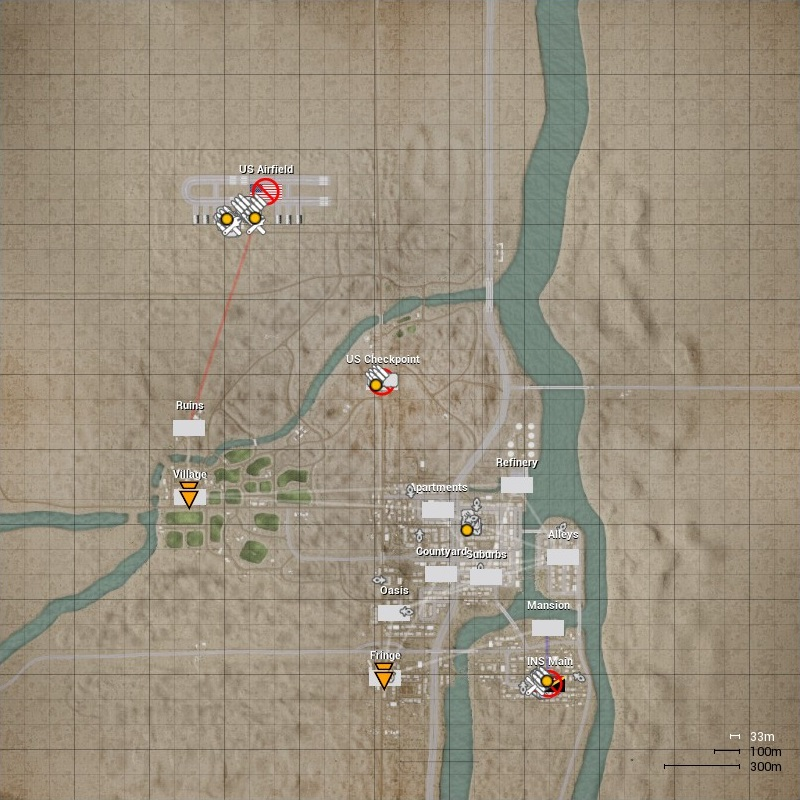 US Airfield
US Checkpoint
Ruins
Refinery
Village
Apartments
Alleys
Countyard
Suburbs
Oasis
Mansion
Fringe
INS Main
33m
100m
300m